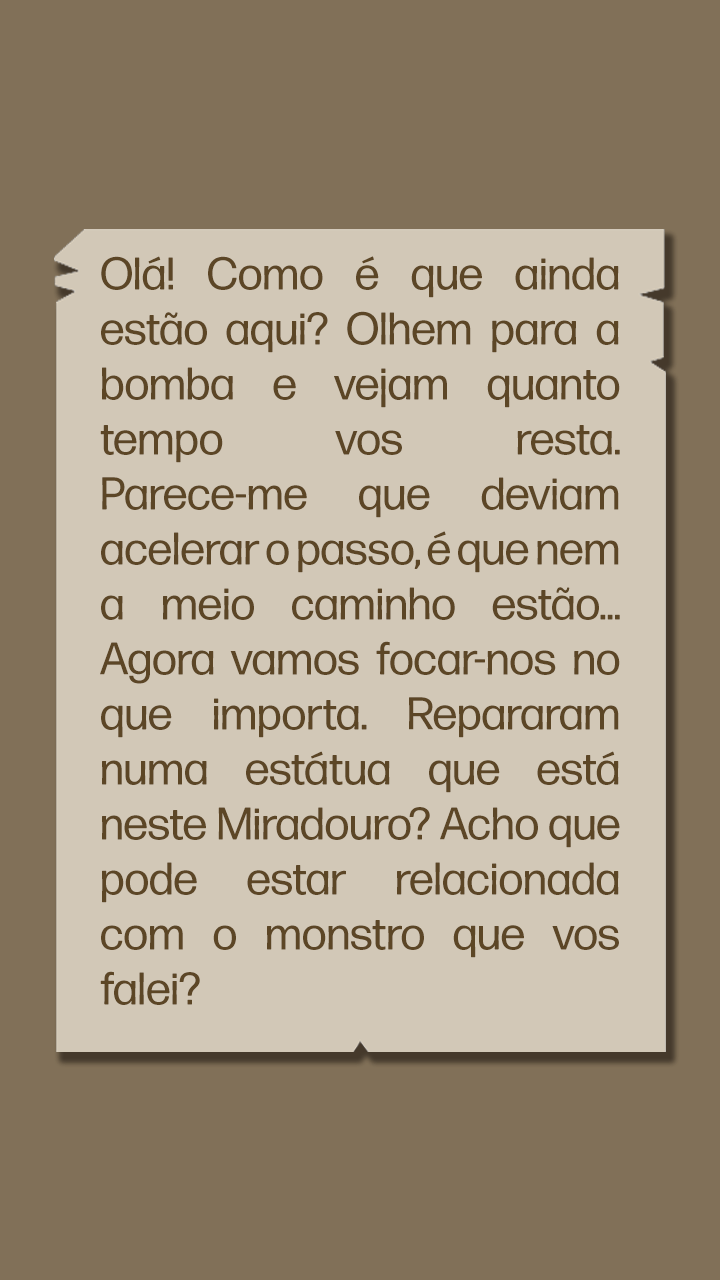 Olá! Como é que ainda
estão aqui? Olhem para a
bomba e vejam quanto
tempo vos resta.
Parece-me que deviam
acelerar o passo, é que nem
a meio caminho estão...
Agora vamos focar-nos no
que importa. Repararam
numa estátua que está
neste Miradouro? Acho que
pode estar relacionada
com o monstro que vos
falei?